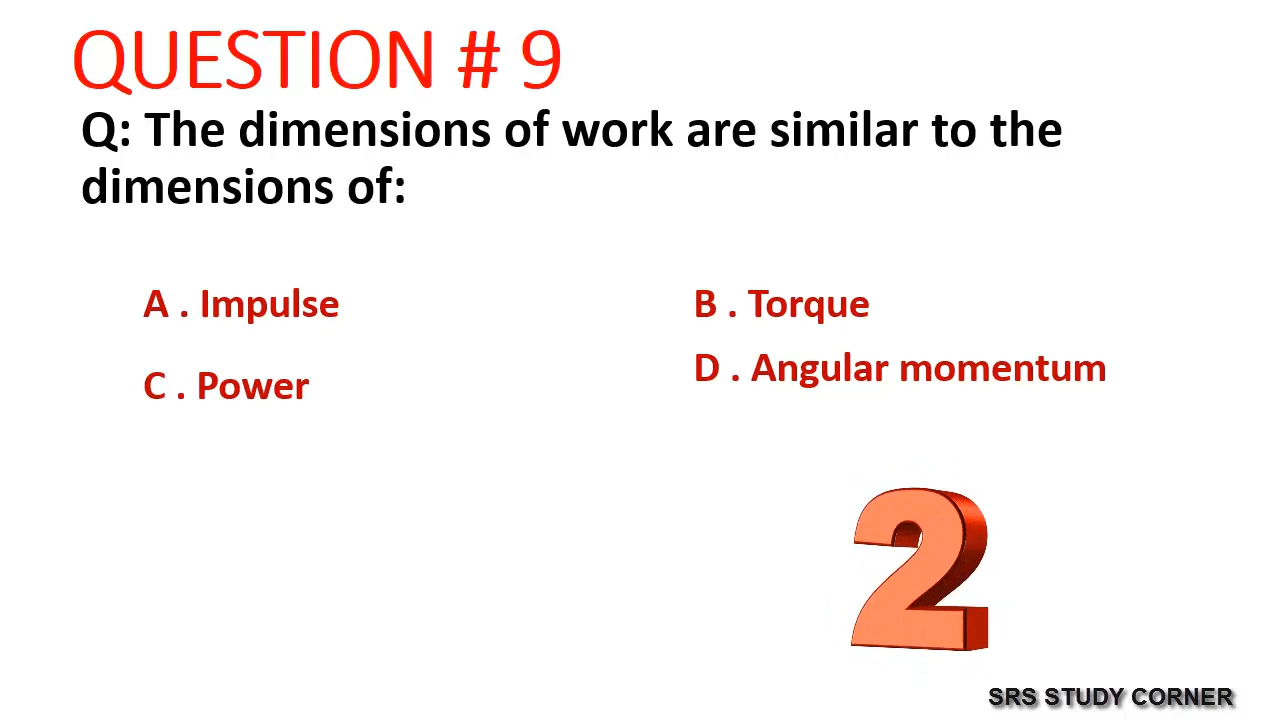 QUESTION # 9
Q: The dimensions of work are similar to the
dimensions of:
A . Impulse
B . Torque
C . Power
D . Angular momentum
2
SRS STUDY CORNER